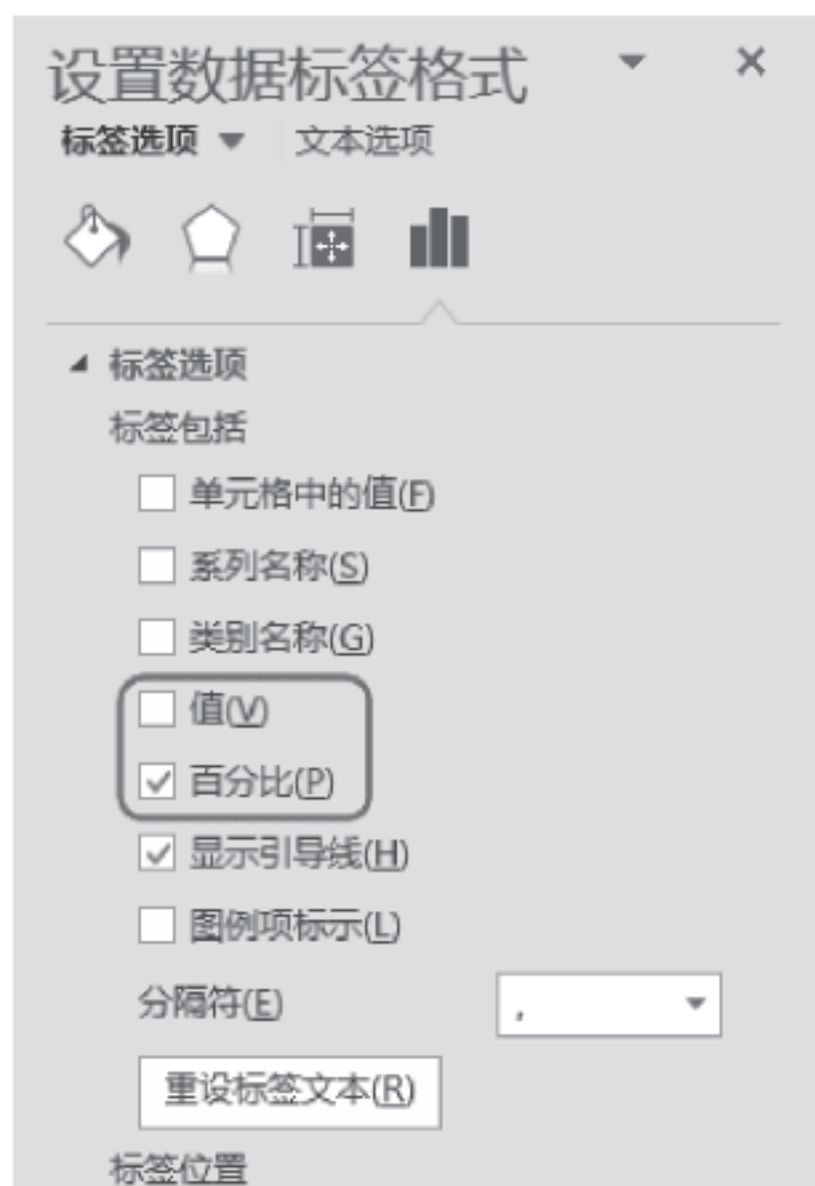 设置数据标签格式
标签选项 文本选项
标签选项
标签包括
单元格中的值(F)
系列名称(S)
类别名称(G)
值(V)
百分比(P)
显示引导线(H)
图例项标示(L)
分隔符(E) ,
重设标签文本(R)
标签位置